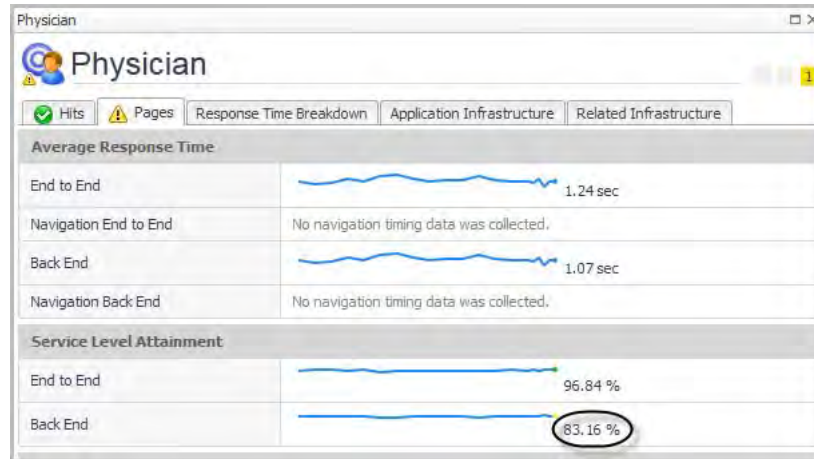 Physician
Physician
1
Hits Pages Response Time Breakdown Application Infrastructure Related Infrastructure
Average Response Time
End to End 1.24 sec
Navigation End to End No navigation timing data was collected.
Back End 1.07 sec
Navigation Back End No navigation timing data was collected.
Service Level Attainment
End to End 96.84 %
Back End 83.16 %